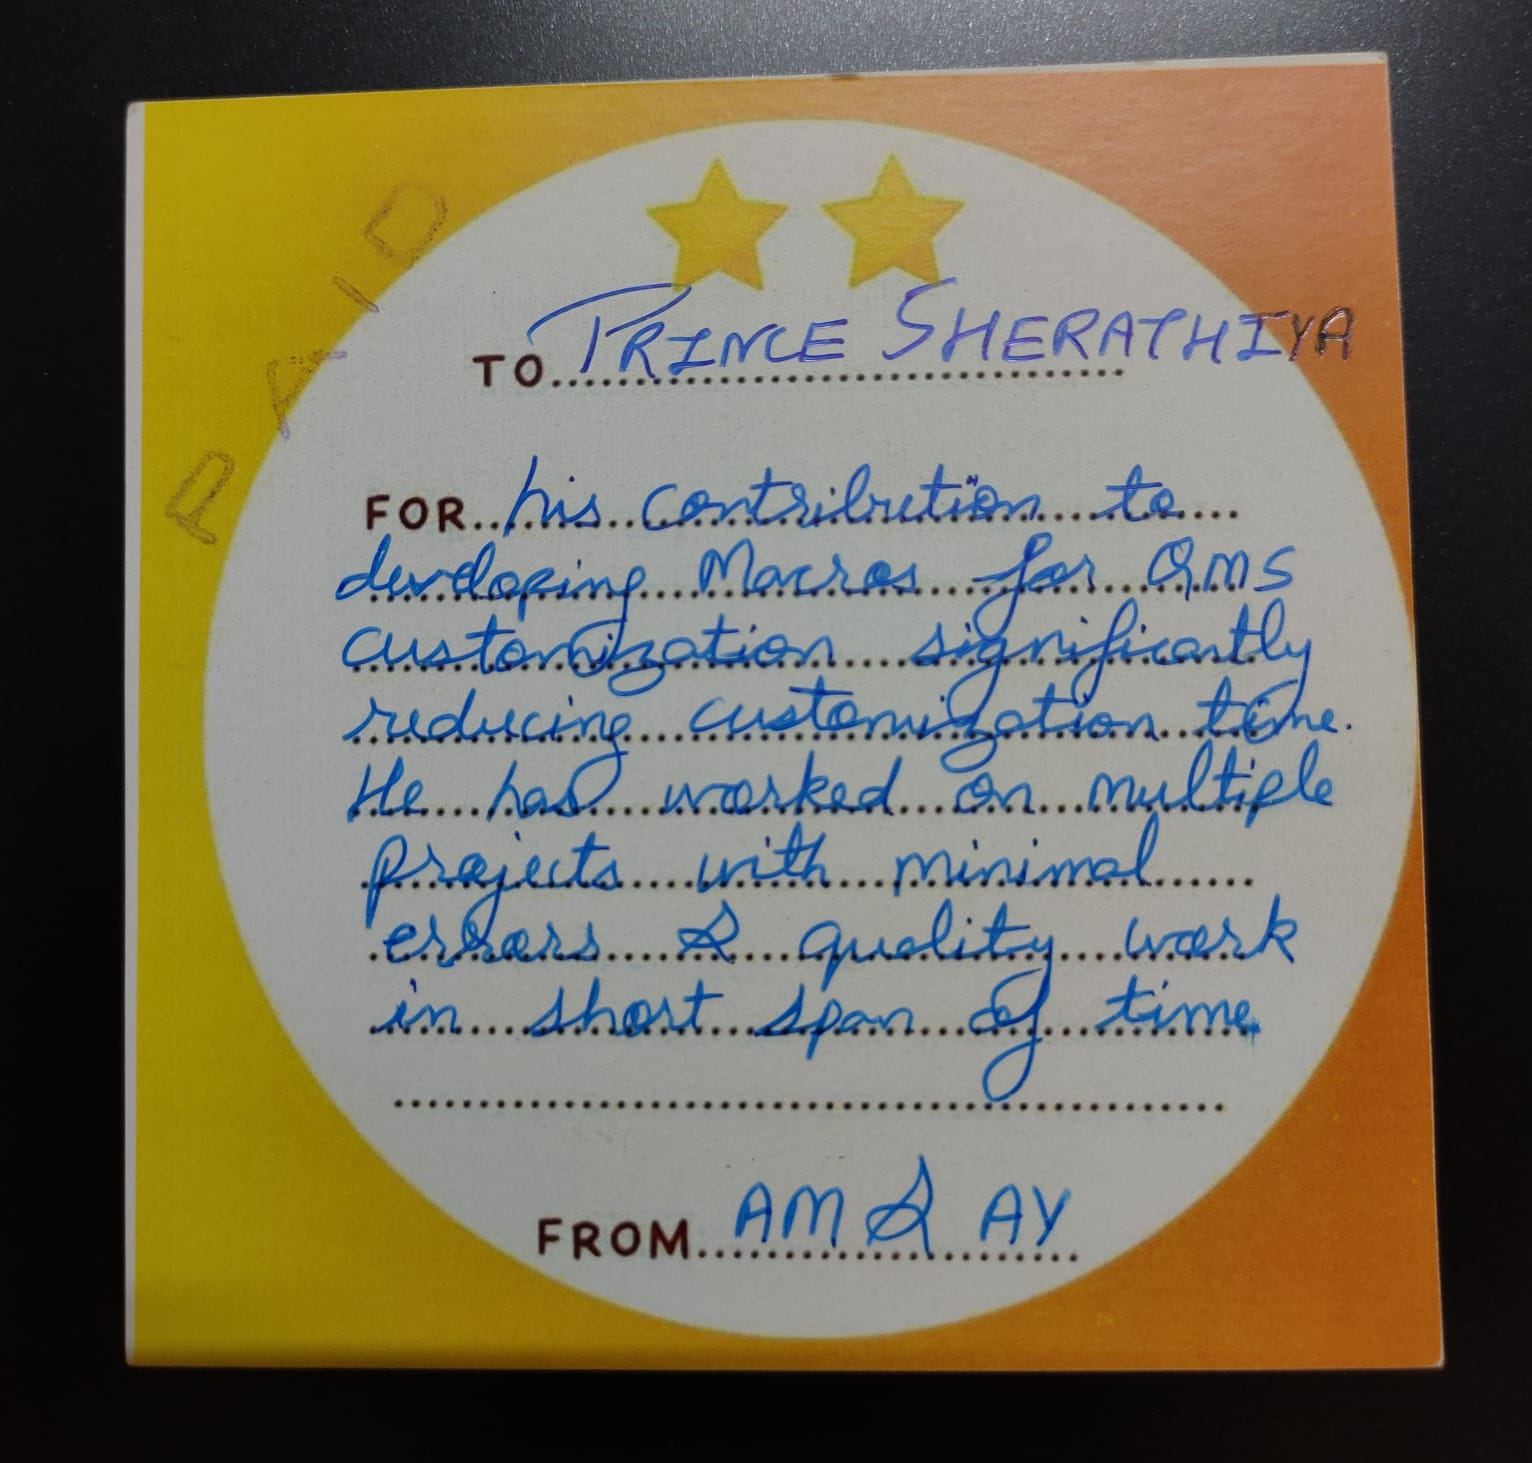 PAID
TO PRINCE SHERATHIYA
FOR his contribution to
developing Macros for QMS
customization significantly
reducing customization time.
He has worked on multiple
projects with minimal
errors & quality work
in short span of time.
FROM AM & AY